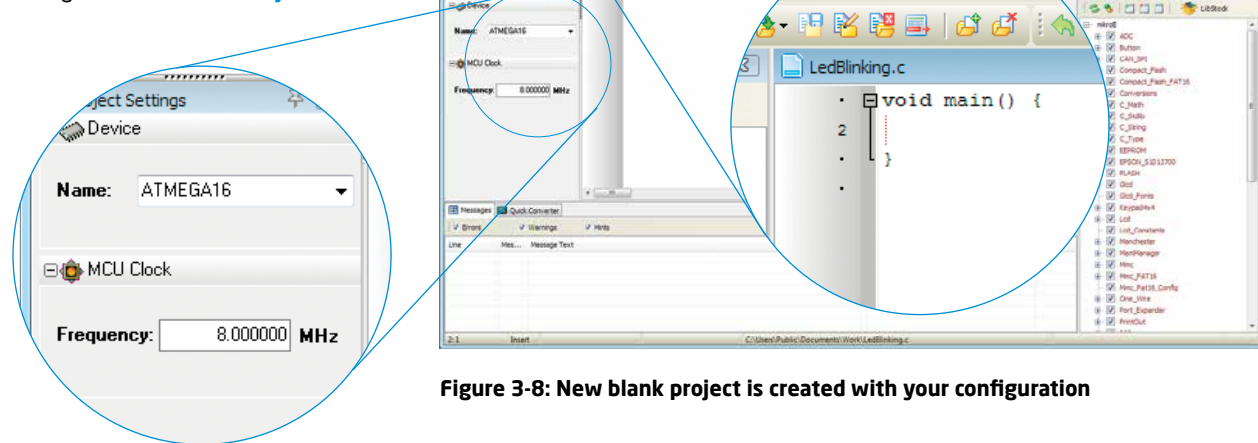 Project Settings
Device
Name: ATMEGA16
MCU Clock
Frequency: 8.000000 MHz
Device
Name: ATMEGA16
MCU Clock
Frequency: 8.000000 MHz
Messages Quick Converter
Errors Warnings Hints
Line Mes... Message Text
2:1 Insert C:\Users\Public\Documents\Work\LedBlinking.c
LedBlinking.c
void main() {
2
}
LibStock
mikroE
ADC
Button
CAN_SPI
Compact_Flash
Compact_Flash_FAT16
Conversions
C_Math
C_Stdlib
C_String
C_Type
EEPROM
EPSON_S1D13700
FLASH
Glcd
Glcd_Fonts
Keypad4x4
Lcd
Lcd_Constants
Manchester
MemManager
Mmc
Mmc_FAT16
Mmc_Fat16_Config
One_Wire
Port_Expander
PrintOut
Figure 3-8: New blank project is created with your configuration